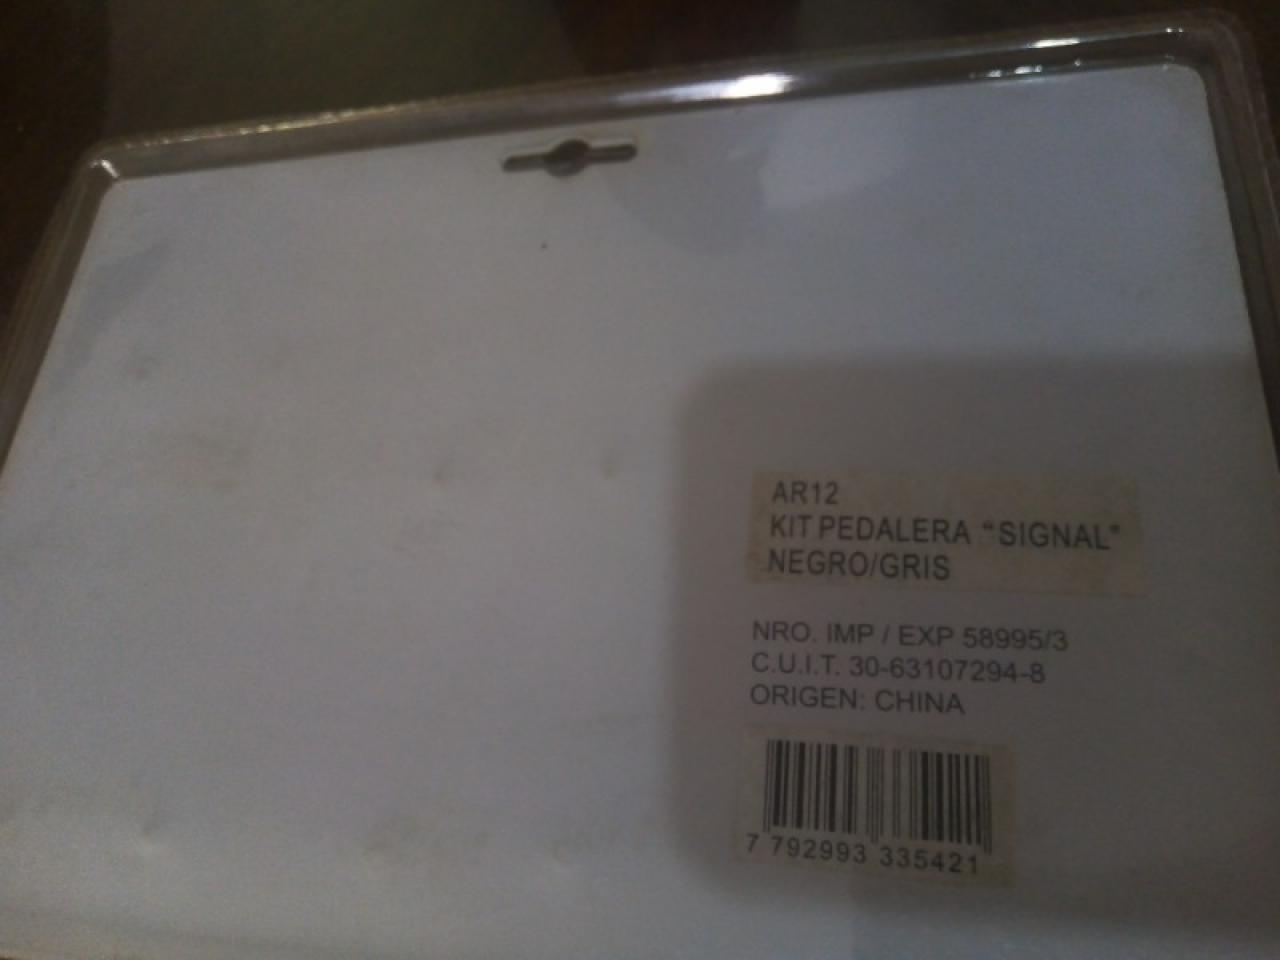 AR12
KIT PEDALERA "SIGNAL"
NEGRO/GRIS
NRO. IMP / EXP 58995/3
C.U.I.T. 30-63107294-8
ORIGEN: CHINA
7 792993 335421